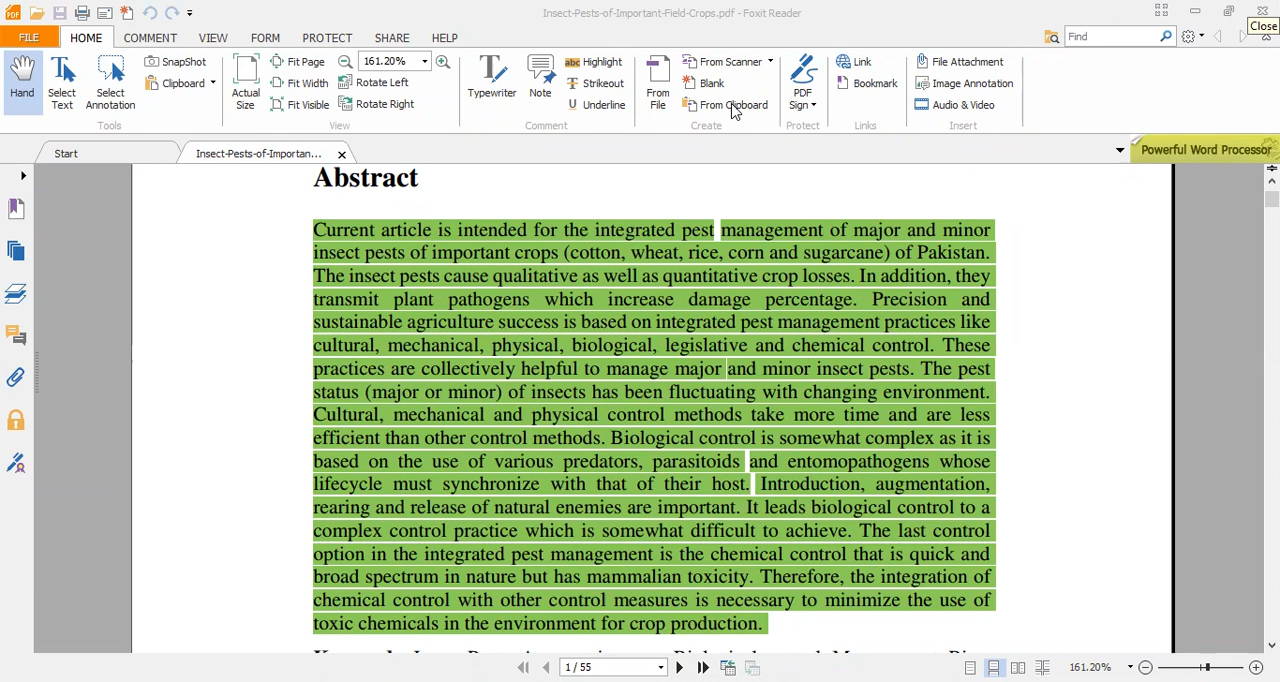 Insect-Pests-of-Important-Field-Crops.pdf - Foxit Reader
Close
FILE HOME COMMENT VIEW FORM PROTECT SHARE HELP Find
Hand
Select Text
Select Annotation
SnapShot
Clipboard
Tools
Actual Size
Fit Page
Fit Width
Fit Visible
161.20%
Rotate Left
Rotate Right
View
Typewriter
Note
Highlight
Strikeout
Underline
Comment
From File
From Scanner
Blank
From Clipboard
Create
PDF Sign
Protect
Link
Bookmark
Links
File Attachment
Image Annotation
Audio & Video
Insert
Start
Insect-Pests-of-Importan...
Powerful Word Processor
Abstract
Current article is intended for the integrated pest management of major and minor
insect pests of important crops (cotton, wheat, rice, corn and sugarcane) of Pakistan.
The insect pests cause qualitative as well as quantitative crop losses. In addition, they
transmit plant pathogens which increase damage percentage. Precision and
sustainable agriculture success is based on integrated pest management practices like
cultural, mechanical, physical, biological, legislative and chemical control. These
practices are collectively helpful to manage major and minor insect pests. The pest
status (major or minor) of insects has been fluctuating with changing environment.
Cultural, mechanical and physical control methods take more time and are less
efficient than other control methods. Biological control is somewhat complex as it is
based on the use of various predators, parasitoids and entomopathogens whose
lifecycle must synchronize with that of their host. Introduction, augmentation,
rearing and release of natural enemies are important. It leads biological control to a
complex control practice which is somewhat difficult to achieve. The last control
option in the integrated pest management is the chemical control that is quick and
broad spectrum in nature but has mammalian toxicity. Therefore, the integration of
chemical control with other control measures is necessary to minimize the use of
toxic chemicals in the environment for crop production.
1 / 55
161.20%